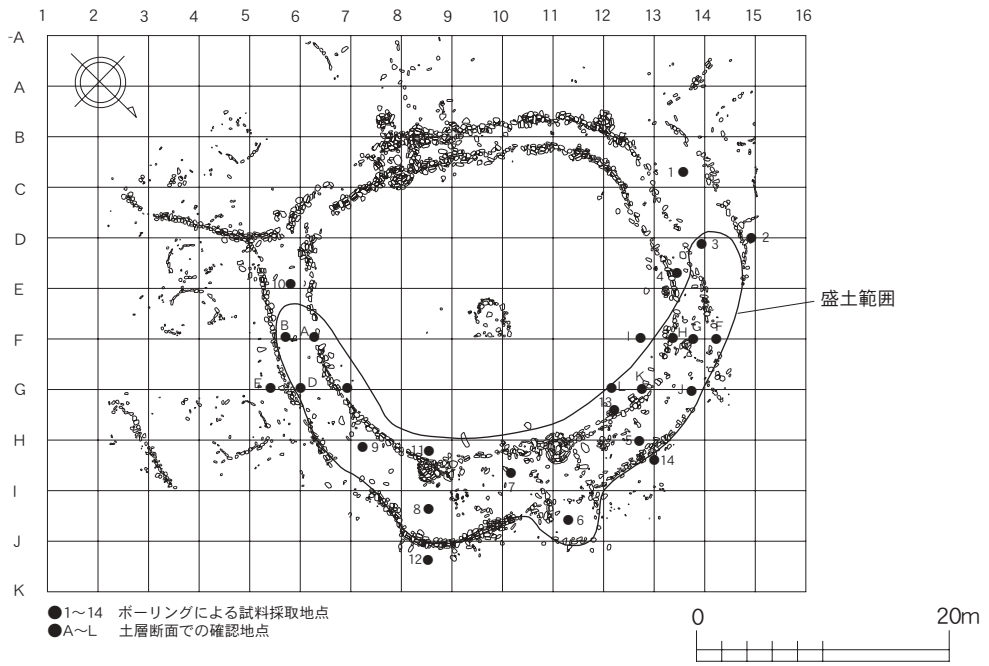 1 2 3 4 5 6 7 8 9 10 11 12 13 14 15 16
-A
A
B
1
C
D
2
3
4
10
E
盛土範囲
B A
I H G F
F
E D C
L K J
G
13
H
9
11
5
14
7
I
8
6
J
12
K
●1〜14 ボーリングによる試料採取地点
●A〜L 土層断面での確認地点
0 20m